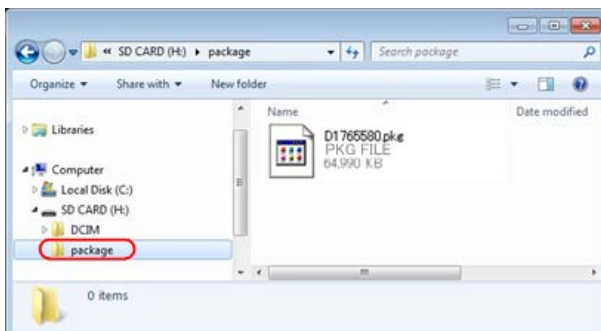 « SD CARD (H:) ▸ package
Search package
Organize ▾ Share with ▾ New folder
Name Date modified
Libraries
D1765580.pkg
PKG FILE
64,990 KB
Computer
Local Disk (C:)
SD CARD (H:)
DCIM
package
0 items